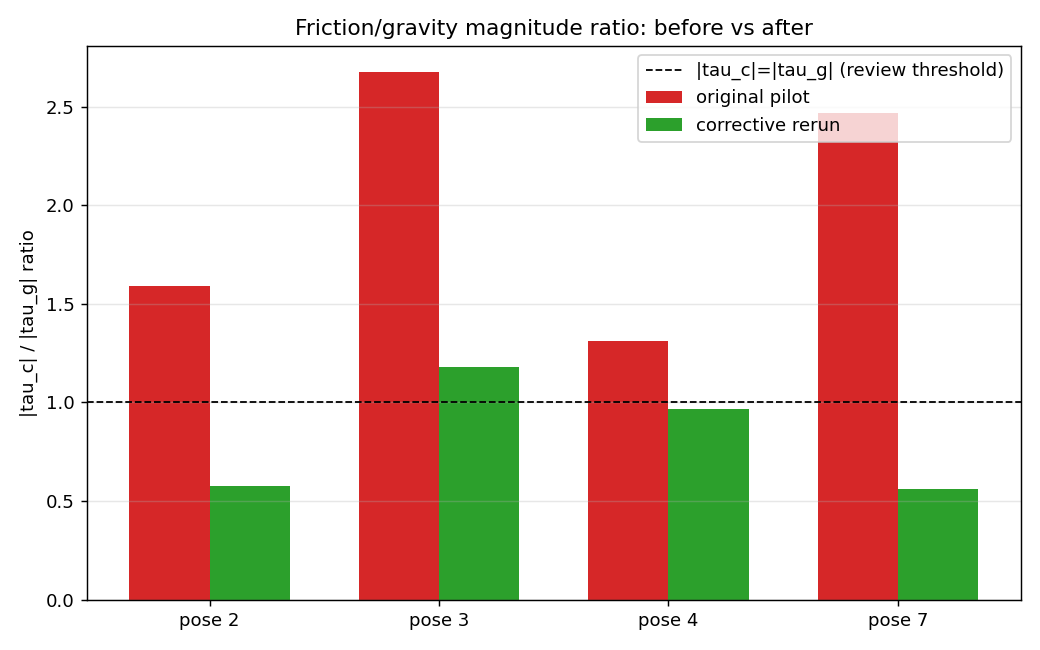 Friction/gravity magnitude ratio: before vs after
|tau_c|=|tau_g| (review threshold)
original pilot
corrective rerun
|tau_c| / |tau_g| ratio
2.5
2.0
1.5
1.0
0.5
0.0
pose 2
pose 3
pose 4
pose 7